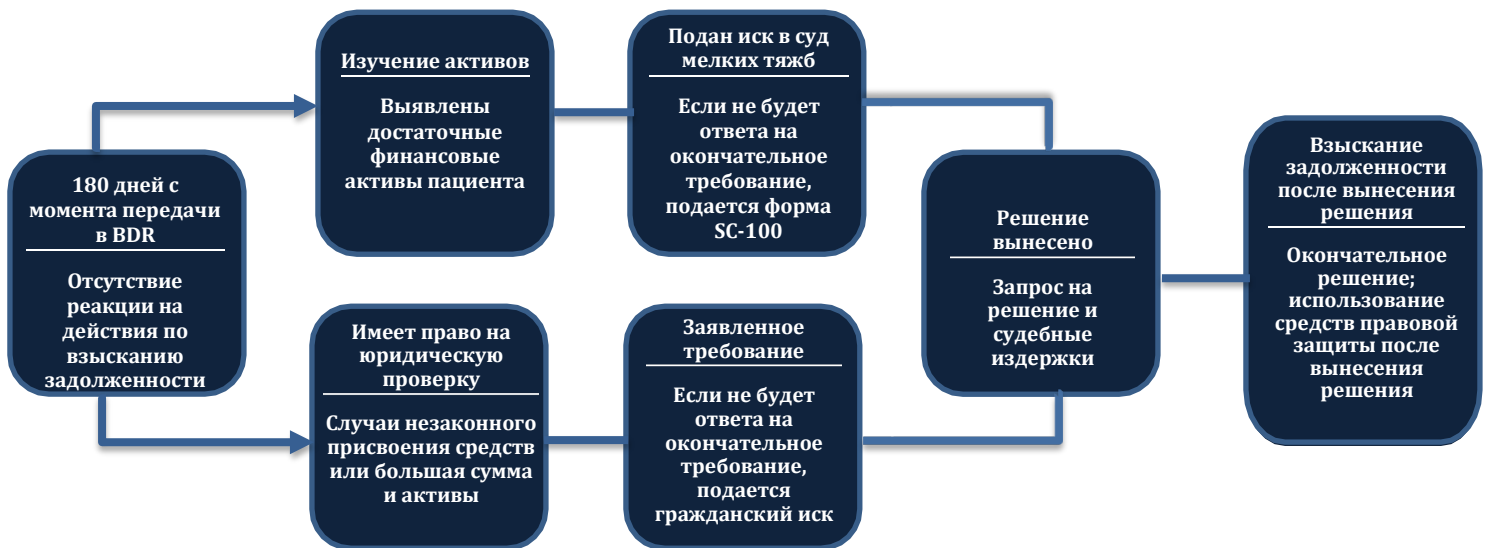 180 дней с
момента передачи
в BDR
Отсутствие
реакции на
действия по
взысканию
задолженности
Изучение активов
Выявлены
достаточные
финансовые
активы пациента
Подан иск в суд
мелких тяжб
Если не будет
ответа на
окончательное
требование,
подается форма
SC-100
Имеет право на
юридическую
проверку
Случаи незаконного
присвоения средств
или большая сумма
и активы
Заявленное
требование
Если не будет
ответа на
окончательное
требование,
подается
гражданский иск
Решение
вынесено
Запрос на
решение и
судебные
издержки
Взыскание
задолженности
после вынесения
решения
Окончательное
решение;
использование
средств правовой
защиты после
вынесения
решения